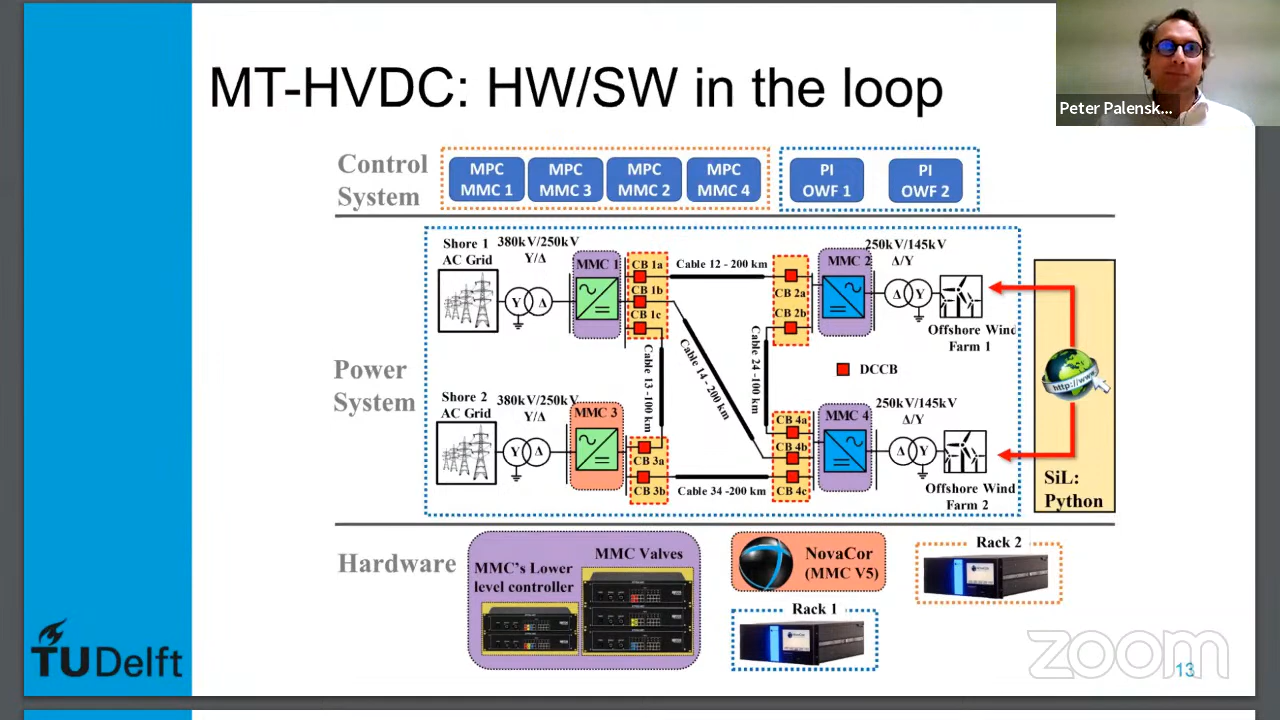 MT-HVDC: HW/SW in the loop
Peter Palensk...
Control
System
MPC
MMC 1
MPC
MMC 3
MPC
MMC 2
MPC
MMC 4
PI
OWF 1
PI
OWF 2
Power
System
Shore 1
AC Grid
380kV/250kV
Y/Δ
Y
Δ
MMC 1
CB 1a
CB 1b
CB 1c
Cable 12 - 200 km
CB 2a
CB 2b
MMC 2
250kV/145kV
Δ/Y
Δ
Y
Offshore Wind
Farm 1
Cable 13 -100 km
Cable 14 - 200 km
Cable 24 -100 km
DCCB
http://www
Shore 2
AC Grid
380kV/250kV
Y/Δ
Y
Δ
MMC 3
CB 3a
CB 3b
Cable 34 -200 km
CB 4a
CB 4b
CB 4c
MMC 4
250kV/145kV
Δ/Y
Δ
Y
Offshore Wind
Farm 2
SiL:
Python
Hardware
MMC's Lower
level controller
MMC Valves
NovaCor
(MMC V5)
Rack 1
Rack 2
TUDelft
zoom
13